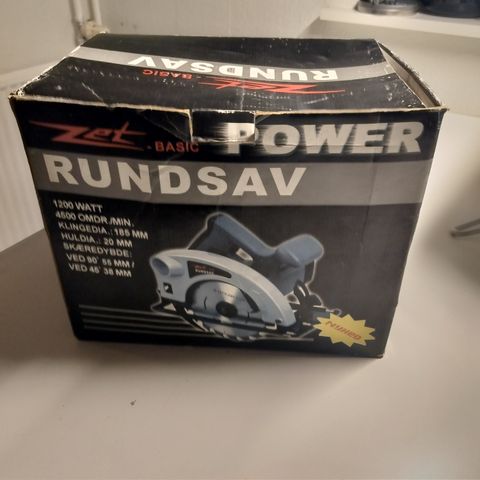 Zet
-BASIC
RUNDSAV
Zet
-BASIC
POWER
RUNDSAV
1200 WATT
4500 OMDR./MIN.
KLINGEDIA.: 185 MM
HULDIA.: 20 MM
SKÆREDYBDE:
VED 90° 55 MM /
VED 45° 38 MM
NYHED